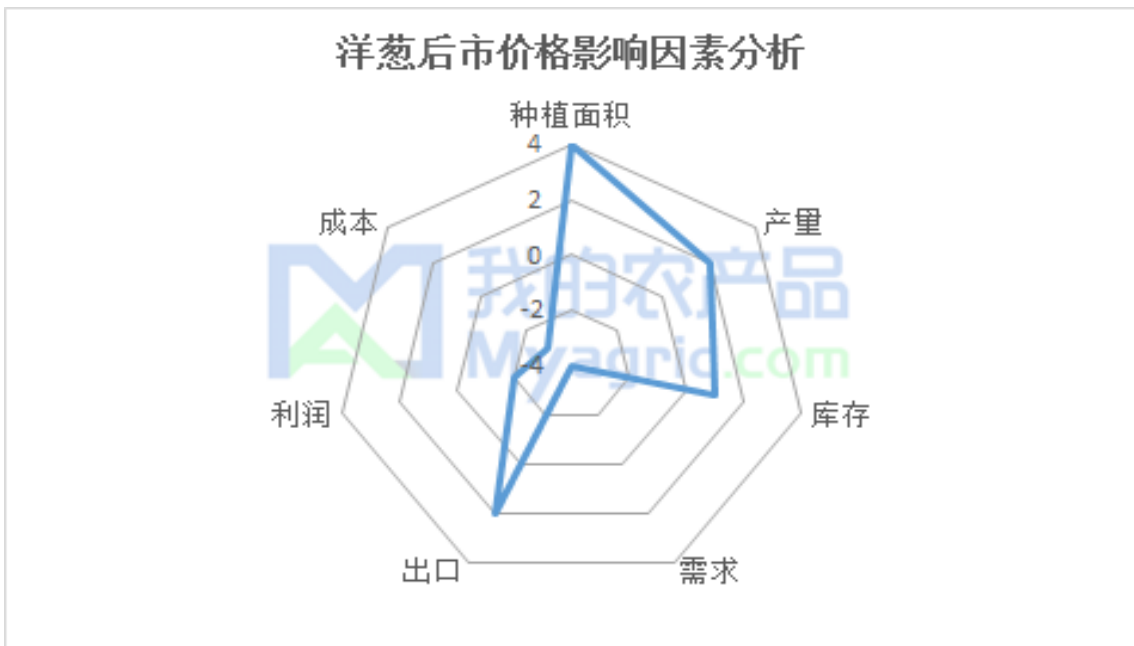 洋葱后市价格影响因素分析
种植面积
4
2
0
-2
-4
产量
库存
需求
出口
利润
成本
我的农产品
Myagric.com